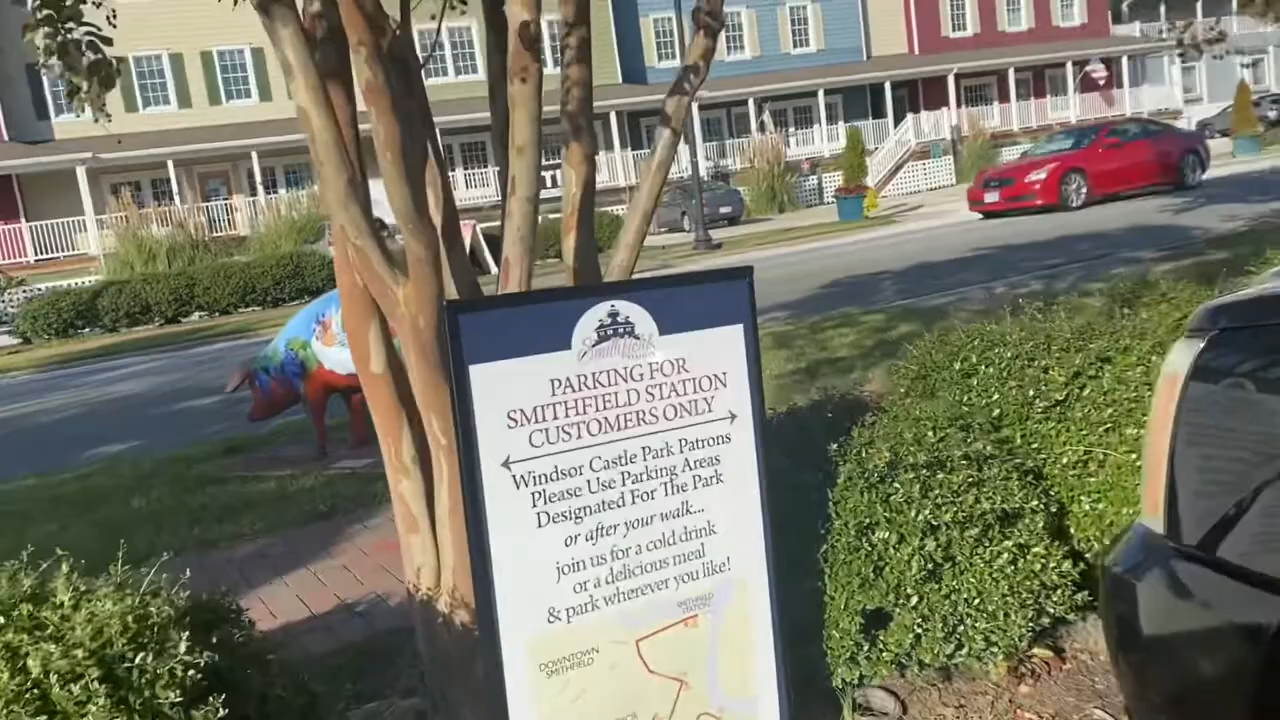 Smithfield
PARKING FOR
SMITHFIELD STATION
CUSTOMERS ONLY
Windsor Castle Park Patrons
Please Use Parking Areas
Designated For The Park
or after your walk...
join us for a cold drink
or a delicious meal
& park wherever you like!
SMITHFIELD
STATION
DOWNTOWN
SMITHFIELD